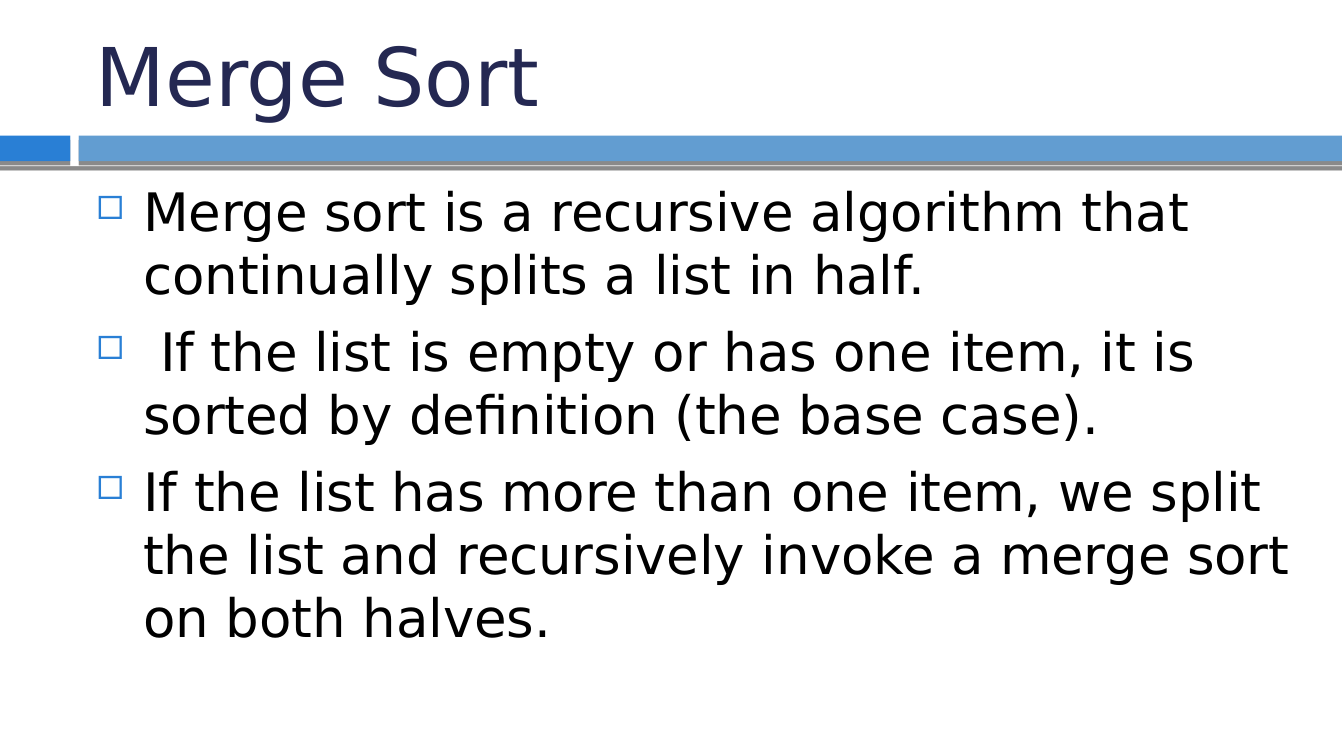 Merge Sort
Merge sort is a recursive algorithm that
continually splits a list in half.
If the list is empty or has one item, it is
sorted by definition (the base case).
If the list has more than one item, we split
the list and recursively invoke a merge sort
on both halves.